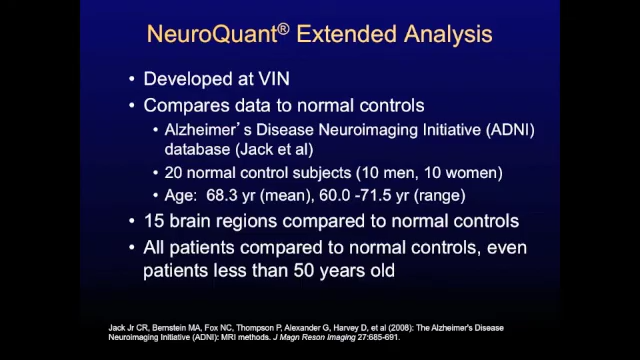 NeuroQuant® Extended Analysis
• Developed at VIN
• Compares data to normal controls
• Alzheimer's Disease Neuroimaging Initiative (ADNI)
database (Jack et al)
• 20 normal control subjects (10 men, 10 women)
• Age: 68.3 yr (mean), 60.0 -71.5 yr (range)
• 15 brain regions compared to normal controls
• All patients compared to normal controls, even
patients less than 50 years old
Jack Jr CR, Bernstein MA, Fox NC, Thompson P, Alexander G, Harvey D, et al (2008): The Alzheimer's Disease
Neuroimaging Initiative (ADNI): MRI methods. J Magn Reson Imaging 27:685-691.